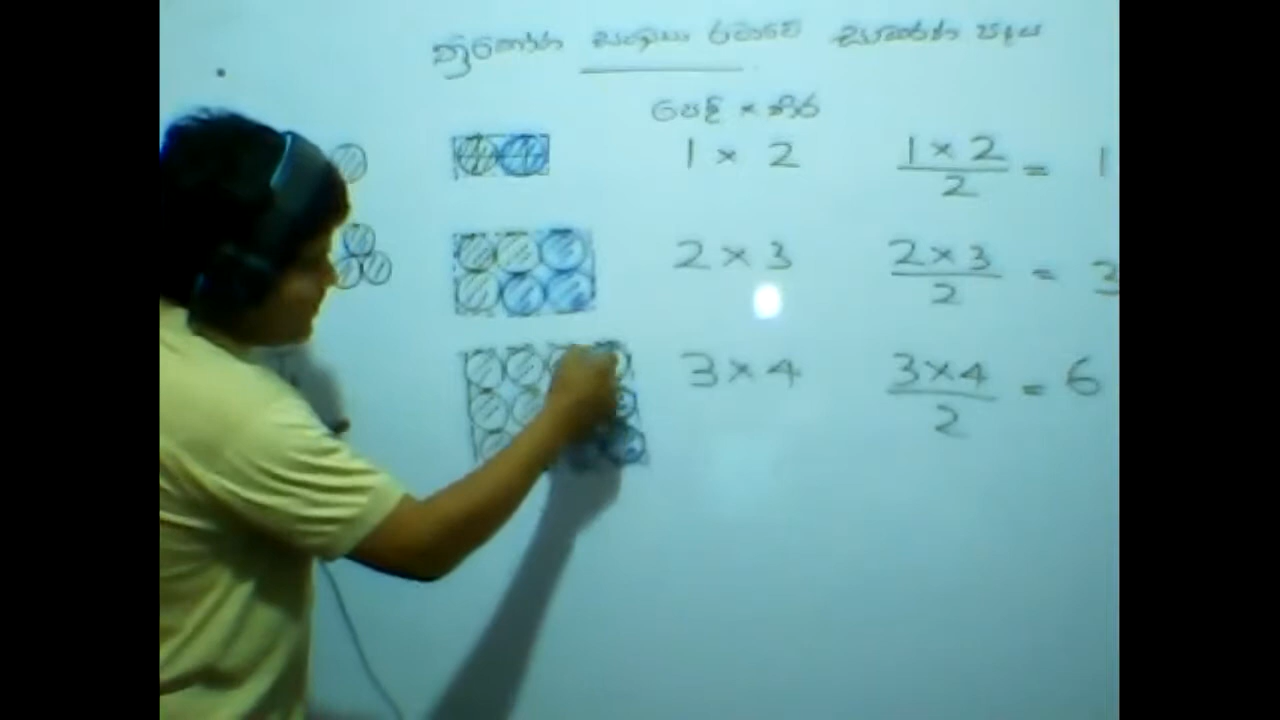 ත්‍රිකෝණ සංඛ්‍යා රටාවේ සාධාරණ පදය
පේළි × තීර
1 × 2 1 × 2 / 2 = 1
2 × 3 2 × 3 / 2 = 3
3 × 4 3 × 4 / 2 = 6